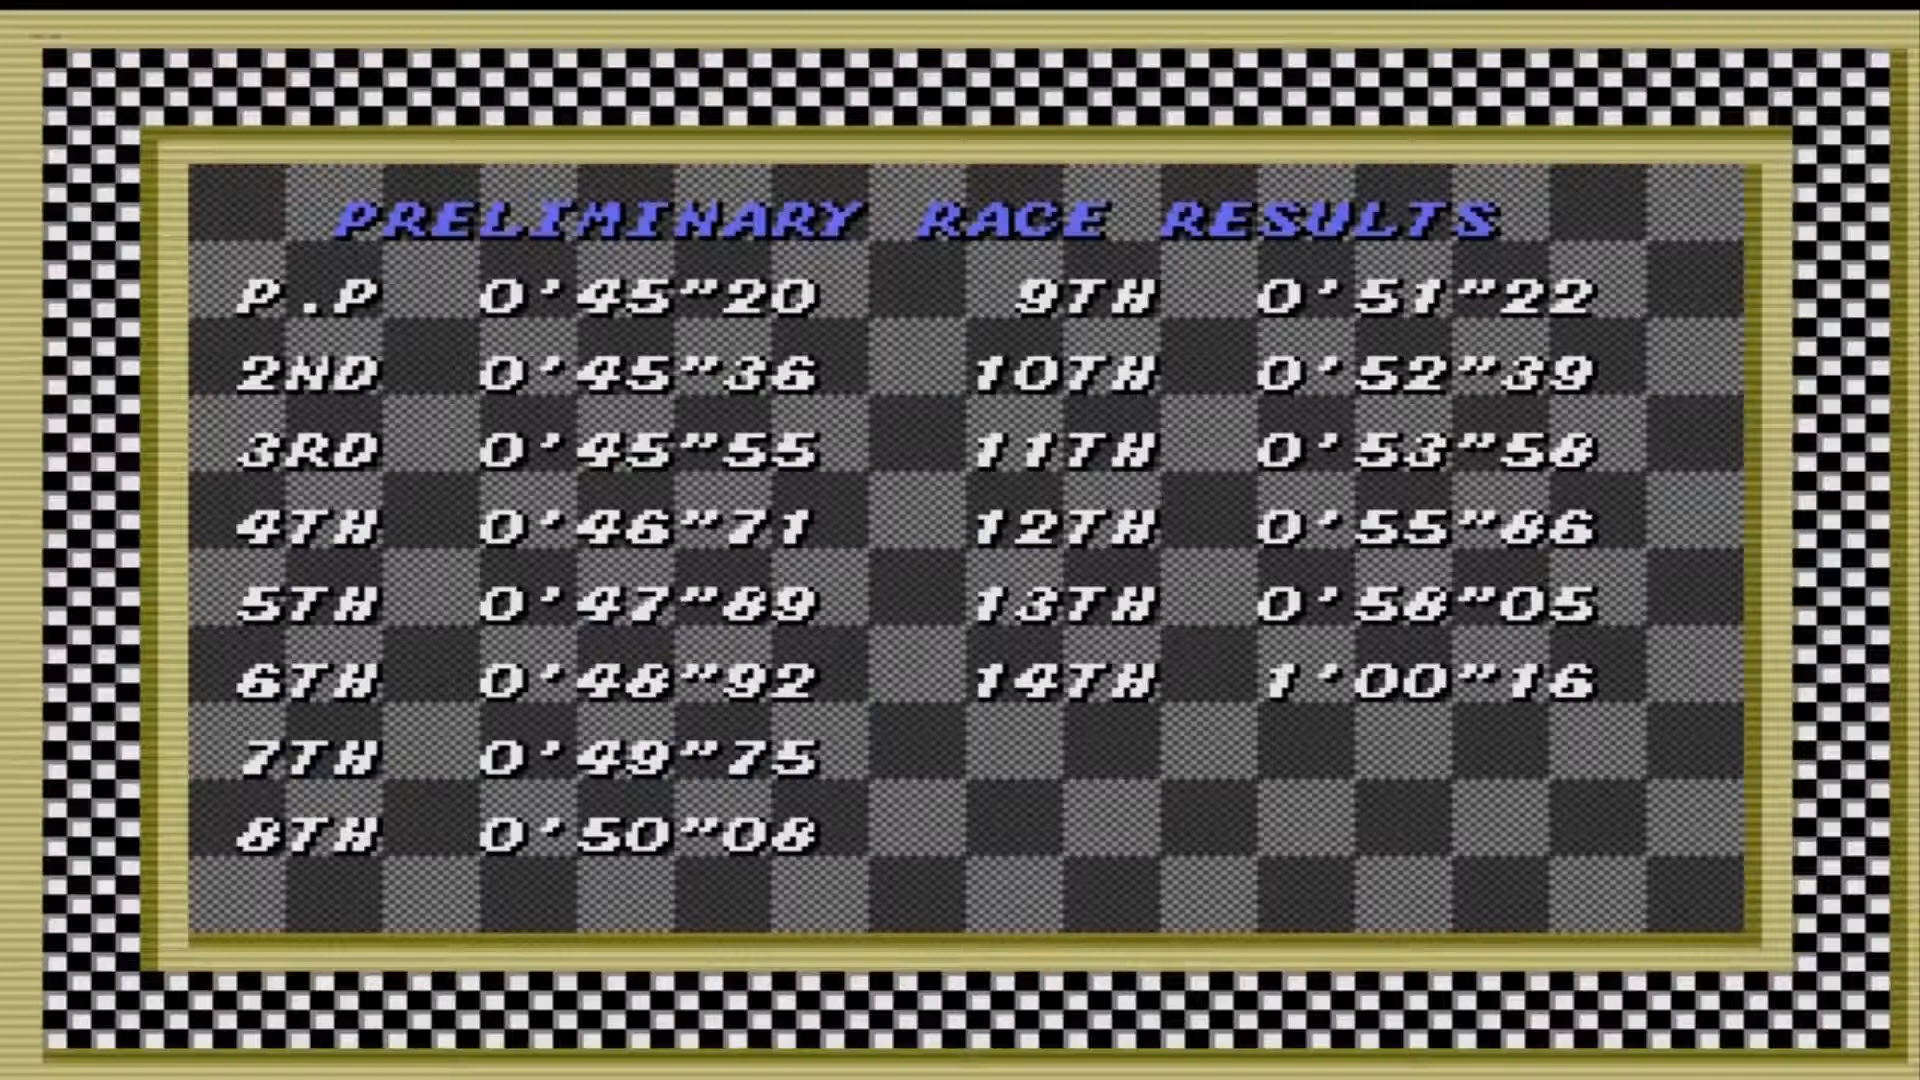 PRELIMINARY RACE RESULTS
P.P 0'45"20 9TH 0'51"22
2ND 0'45"36 10TH 0'52"39
3RD 0'45"55 11TH 0'53"58
4TH 0'46"71 12TH 0'55"86
5TH 0'47"89 13TH 0'58"05
6TH 0'48"92 14TH 1'00"16
7TH 0'49"75
8TH 0'50"08